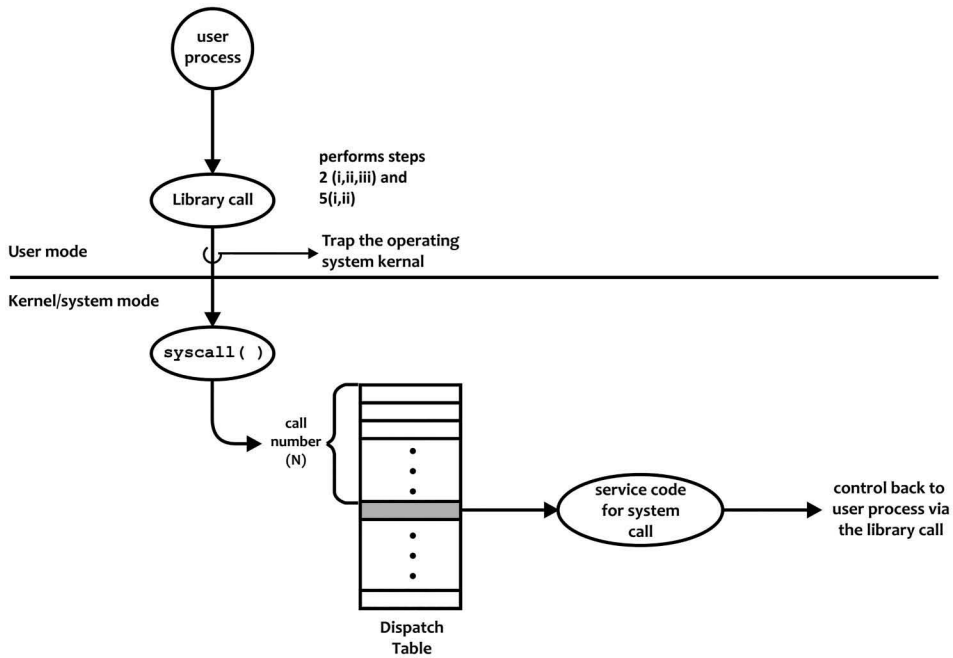 user
process
performs steps
2 (i,ii,iii) and
5(i,ii)
Library call
User mode
Trap the operating
system kernal
Kernel/system mode
syscall( )
call
number
(N)
service code
for system
call
control back to
user process via
the library call
Dispatch
Table